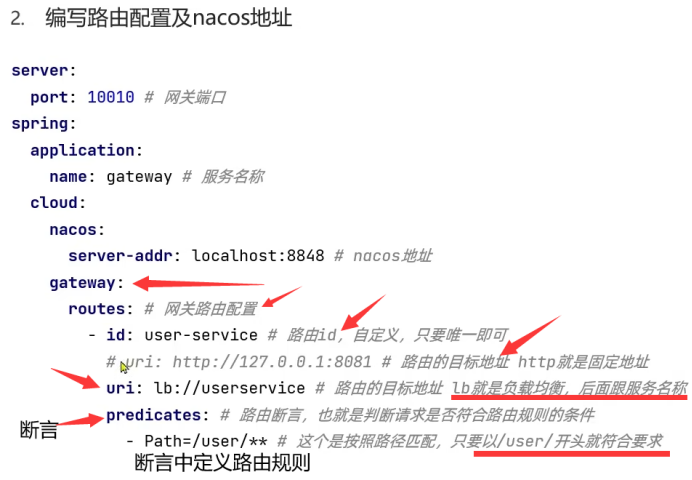 2. 编写路由配置及nacos地址
server:
port: 10010 # 网关端口
spring:
application:
name: gateway # 服务名称
cloud:
nacos:
server-addr: localhost:8848 # nacos地址
gateway:
routes: # 网关路由配置
- id: user-service # 路由id，自定义，只要唯一即可
# uri: http://127.0.0.1:8081 # 路由的目标地址 http就是固定地址
uri: lb://userservice # 路由的目标地址 lb就是负载均衡，后面跟服务名称
predicates: # 路由断言，也就是判断请求是否符合路由规则的条件
断言
- Path=/user/** # 这个是按照路径匹配，只要以/user/开头就符合要求
断言中定义路由规则